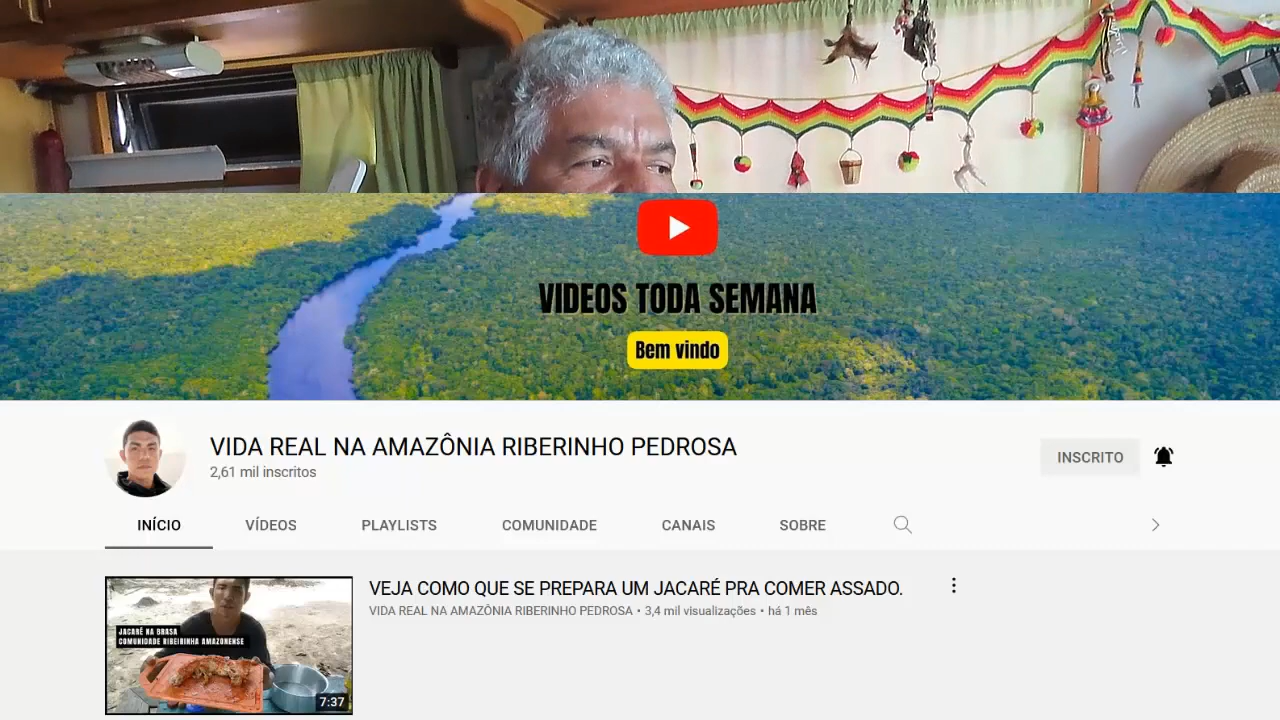 VIDEOS TODA SEMANA
Bem vindo
VIDA REAL NA AMAZÔNIA RIBERINHO PEDROSA
2,61 mil inscritos
INSCRITO
INÍCIO VÍDEOS PLAYLISTS COMUNIDADE CANAIS SOBRE
VEJA COMO QUE SE PREPARA UM JACARÉ PRA COMER ASSADO.
VIDA REAL NA AMAZÔNIA RIBERINHO PEDROSA • 3,4 mil visualizações • há 1 mês
JACARÉ NA BRASA
COMUNIDADE RIBEIRINHA AMAZONENSE
7:37